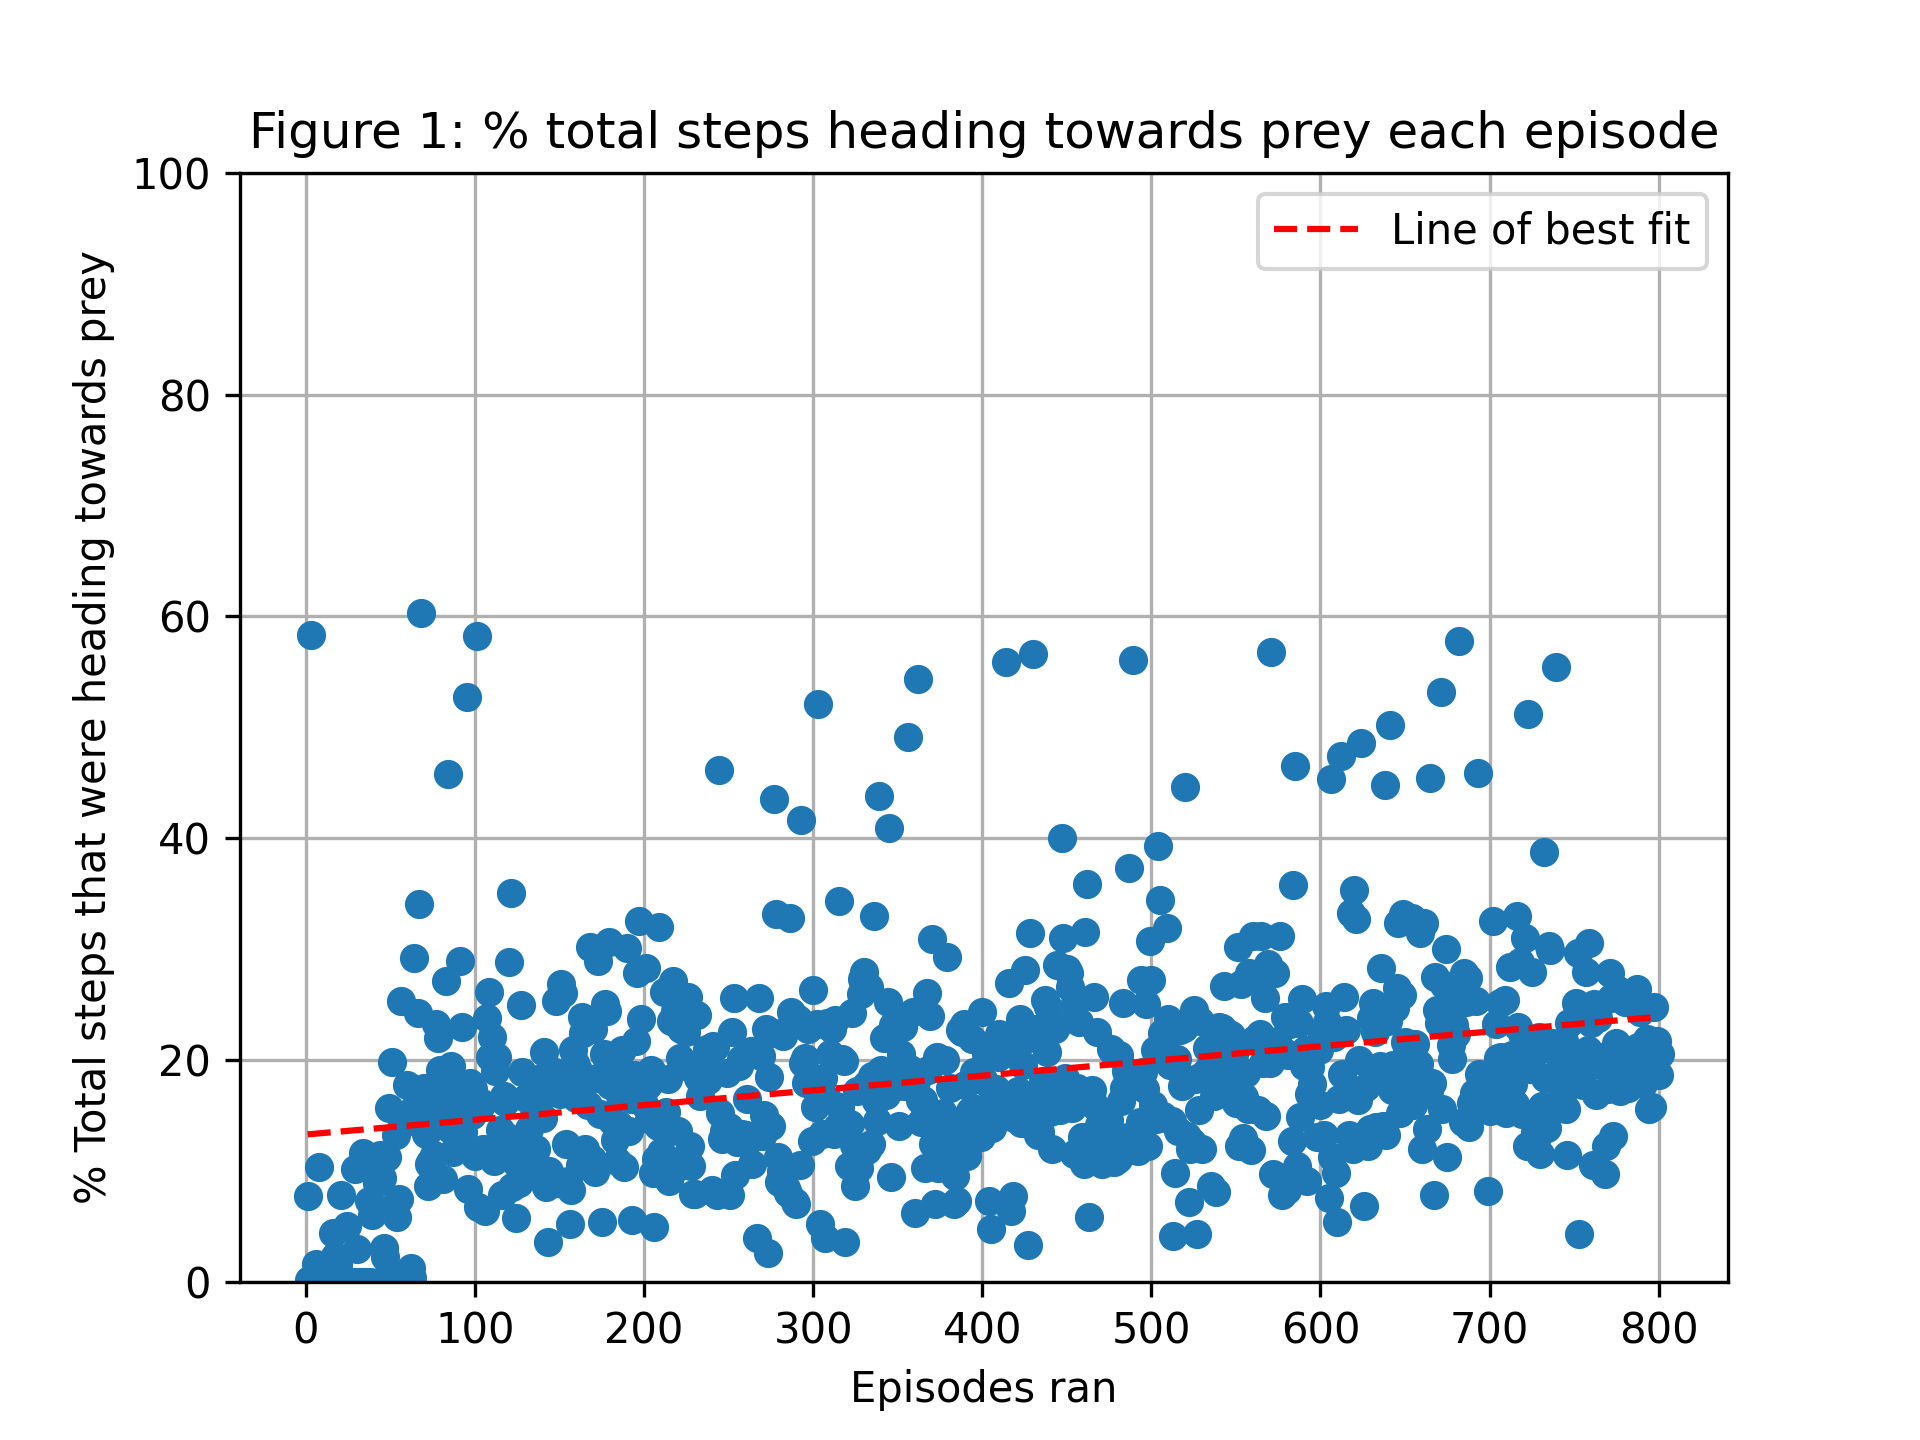 Figure 1: % total steps heading towards prey each episode
Line of best fit
% Total steps that were heading towards prey
100
80
60
40
20
0
0 100 200 300 400 500 600 700 800
Episodes ran